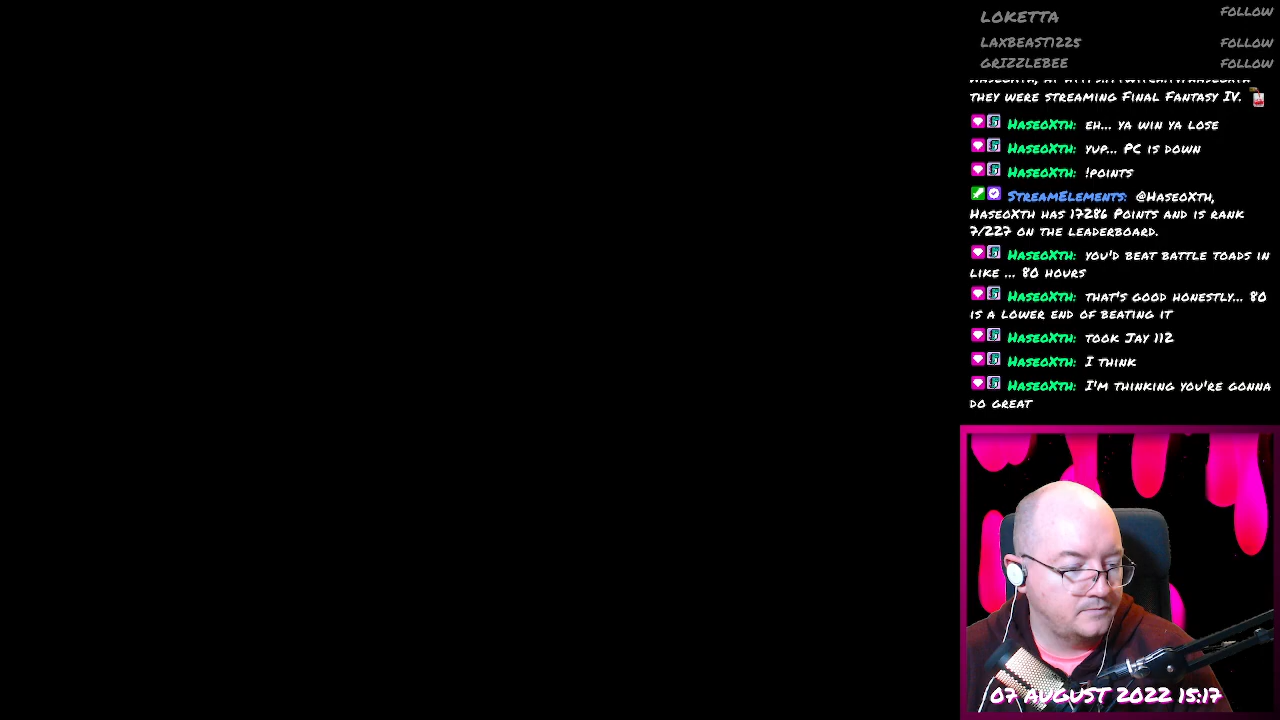 LOKETTA FOLLOW
LAXBEAST1225 FOLLOW
GRIZZLEBEE FOLLOW
THEY WERE STREAMING FINAL FANTASY IV.
HASEOXTH: EH... YA WIN YA LOSE
HASEOXTH: YUP... PC IS DOWN
HASEOXTH: !POINTS
STREAMELEMENTS: @HASEOXTH,
HASEOXTH HAS 17286 POINTS AND IS RANK
7/227 ON THE LEADERBOARD.
HASEOXTH: YOU'D BEAT BATTLE TOADS IN
LIKE ... 80 HOURS
HASEOXTH: THAT'S GOOD HONESTLY... 80
IS A LOWER END OF BEATING IT
HASEOXTH: TOOK JAY 112
HASEOXTH: I THINK
HASEOXTH: I'M THINKING YOU'RE GONNA
DO GREAT
07 AUGUST 2022 15:17